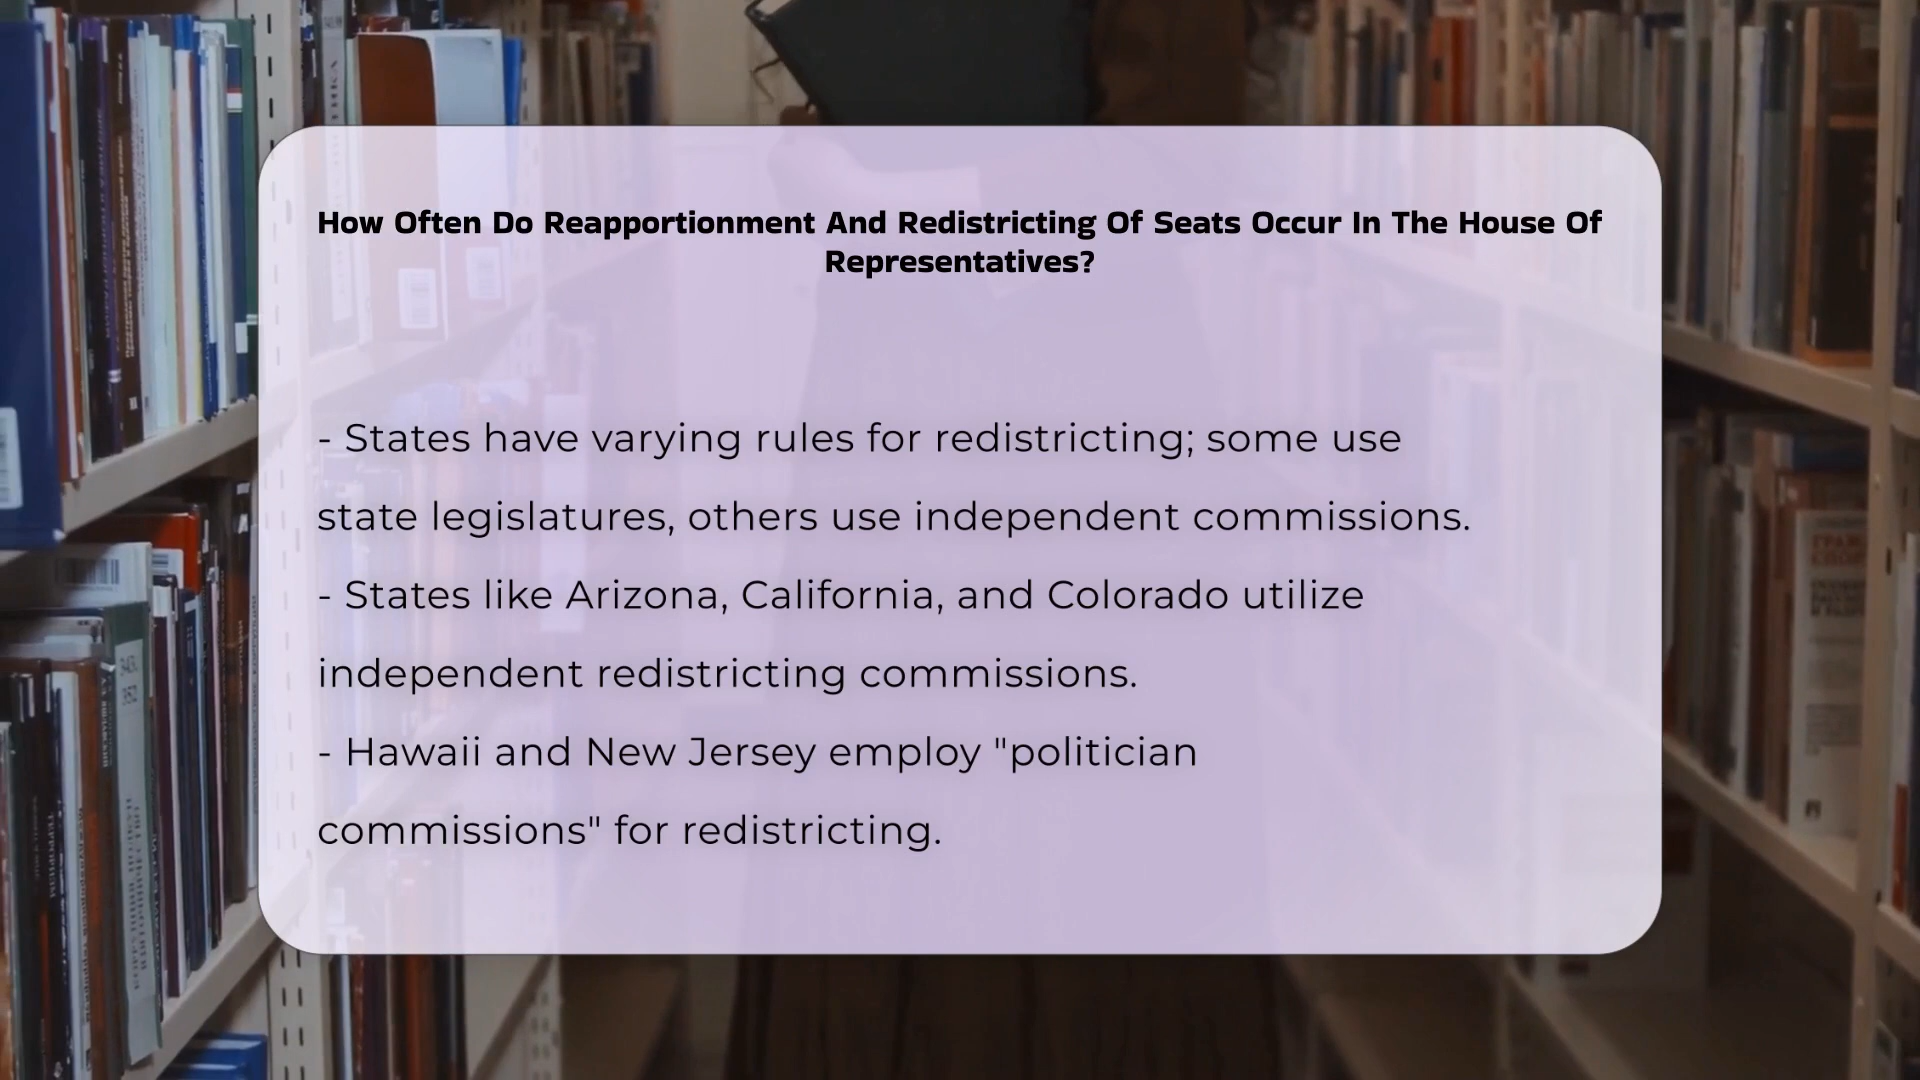 How Often Do Reapportionment And Redistricting Of Seats Occur In The House Of
Representatives?
- States have varying rules for redistricting; some use
state legislatures, others use independent commissions.
- States like Arizona, California, and Colorado utilize
independent redistricting commissions.
- Hawaii and New Jersey employ "politician
commissions" for redistricting.